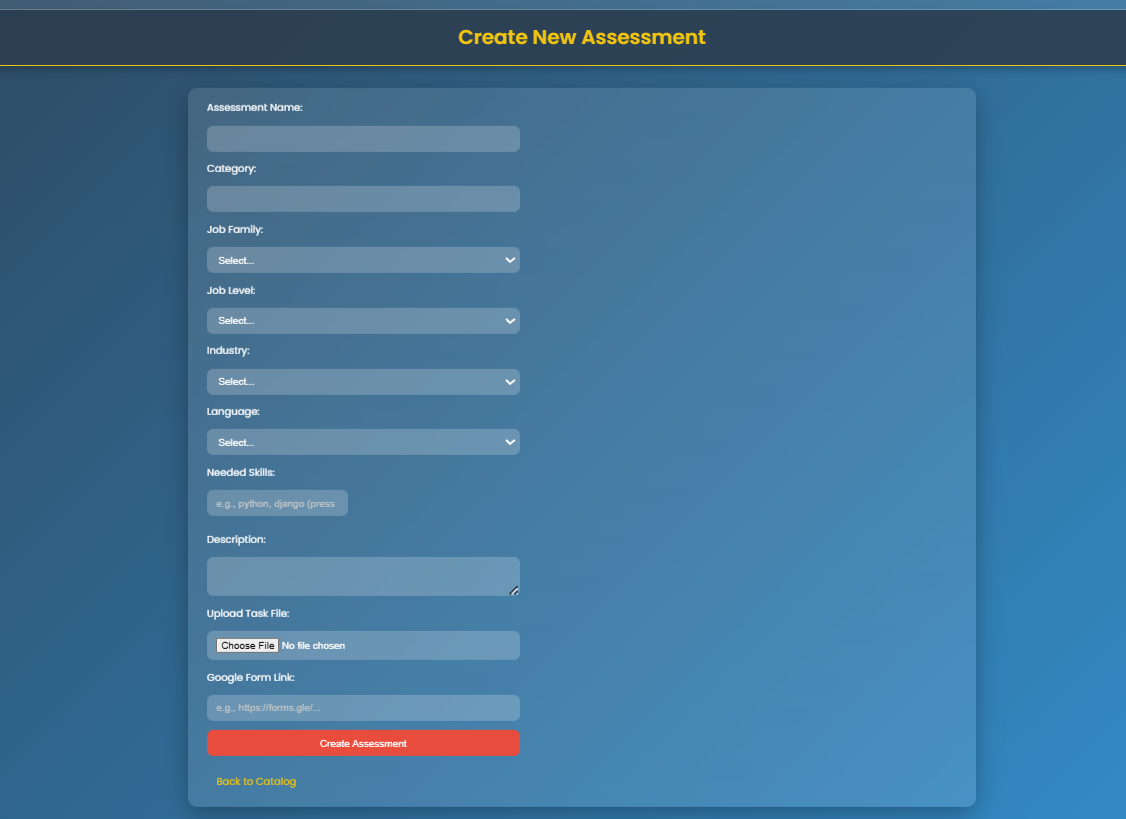 Create New Assessment
Assessment Name:
Category:
Job Family:
Select...
Job Level:
Select...
Industry:
Select...
Language:
Select...
Needed Skills:
e.g., python, django (press
Description:
Upload Task File:
Choose File No file chosen
Google Form Link:
e.g., https://forms.gle/...
Create Assessment
Back to Catalog